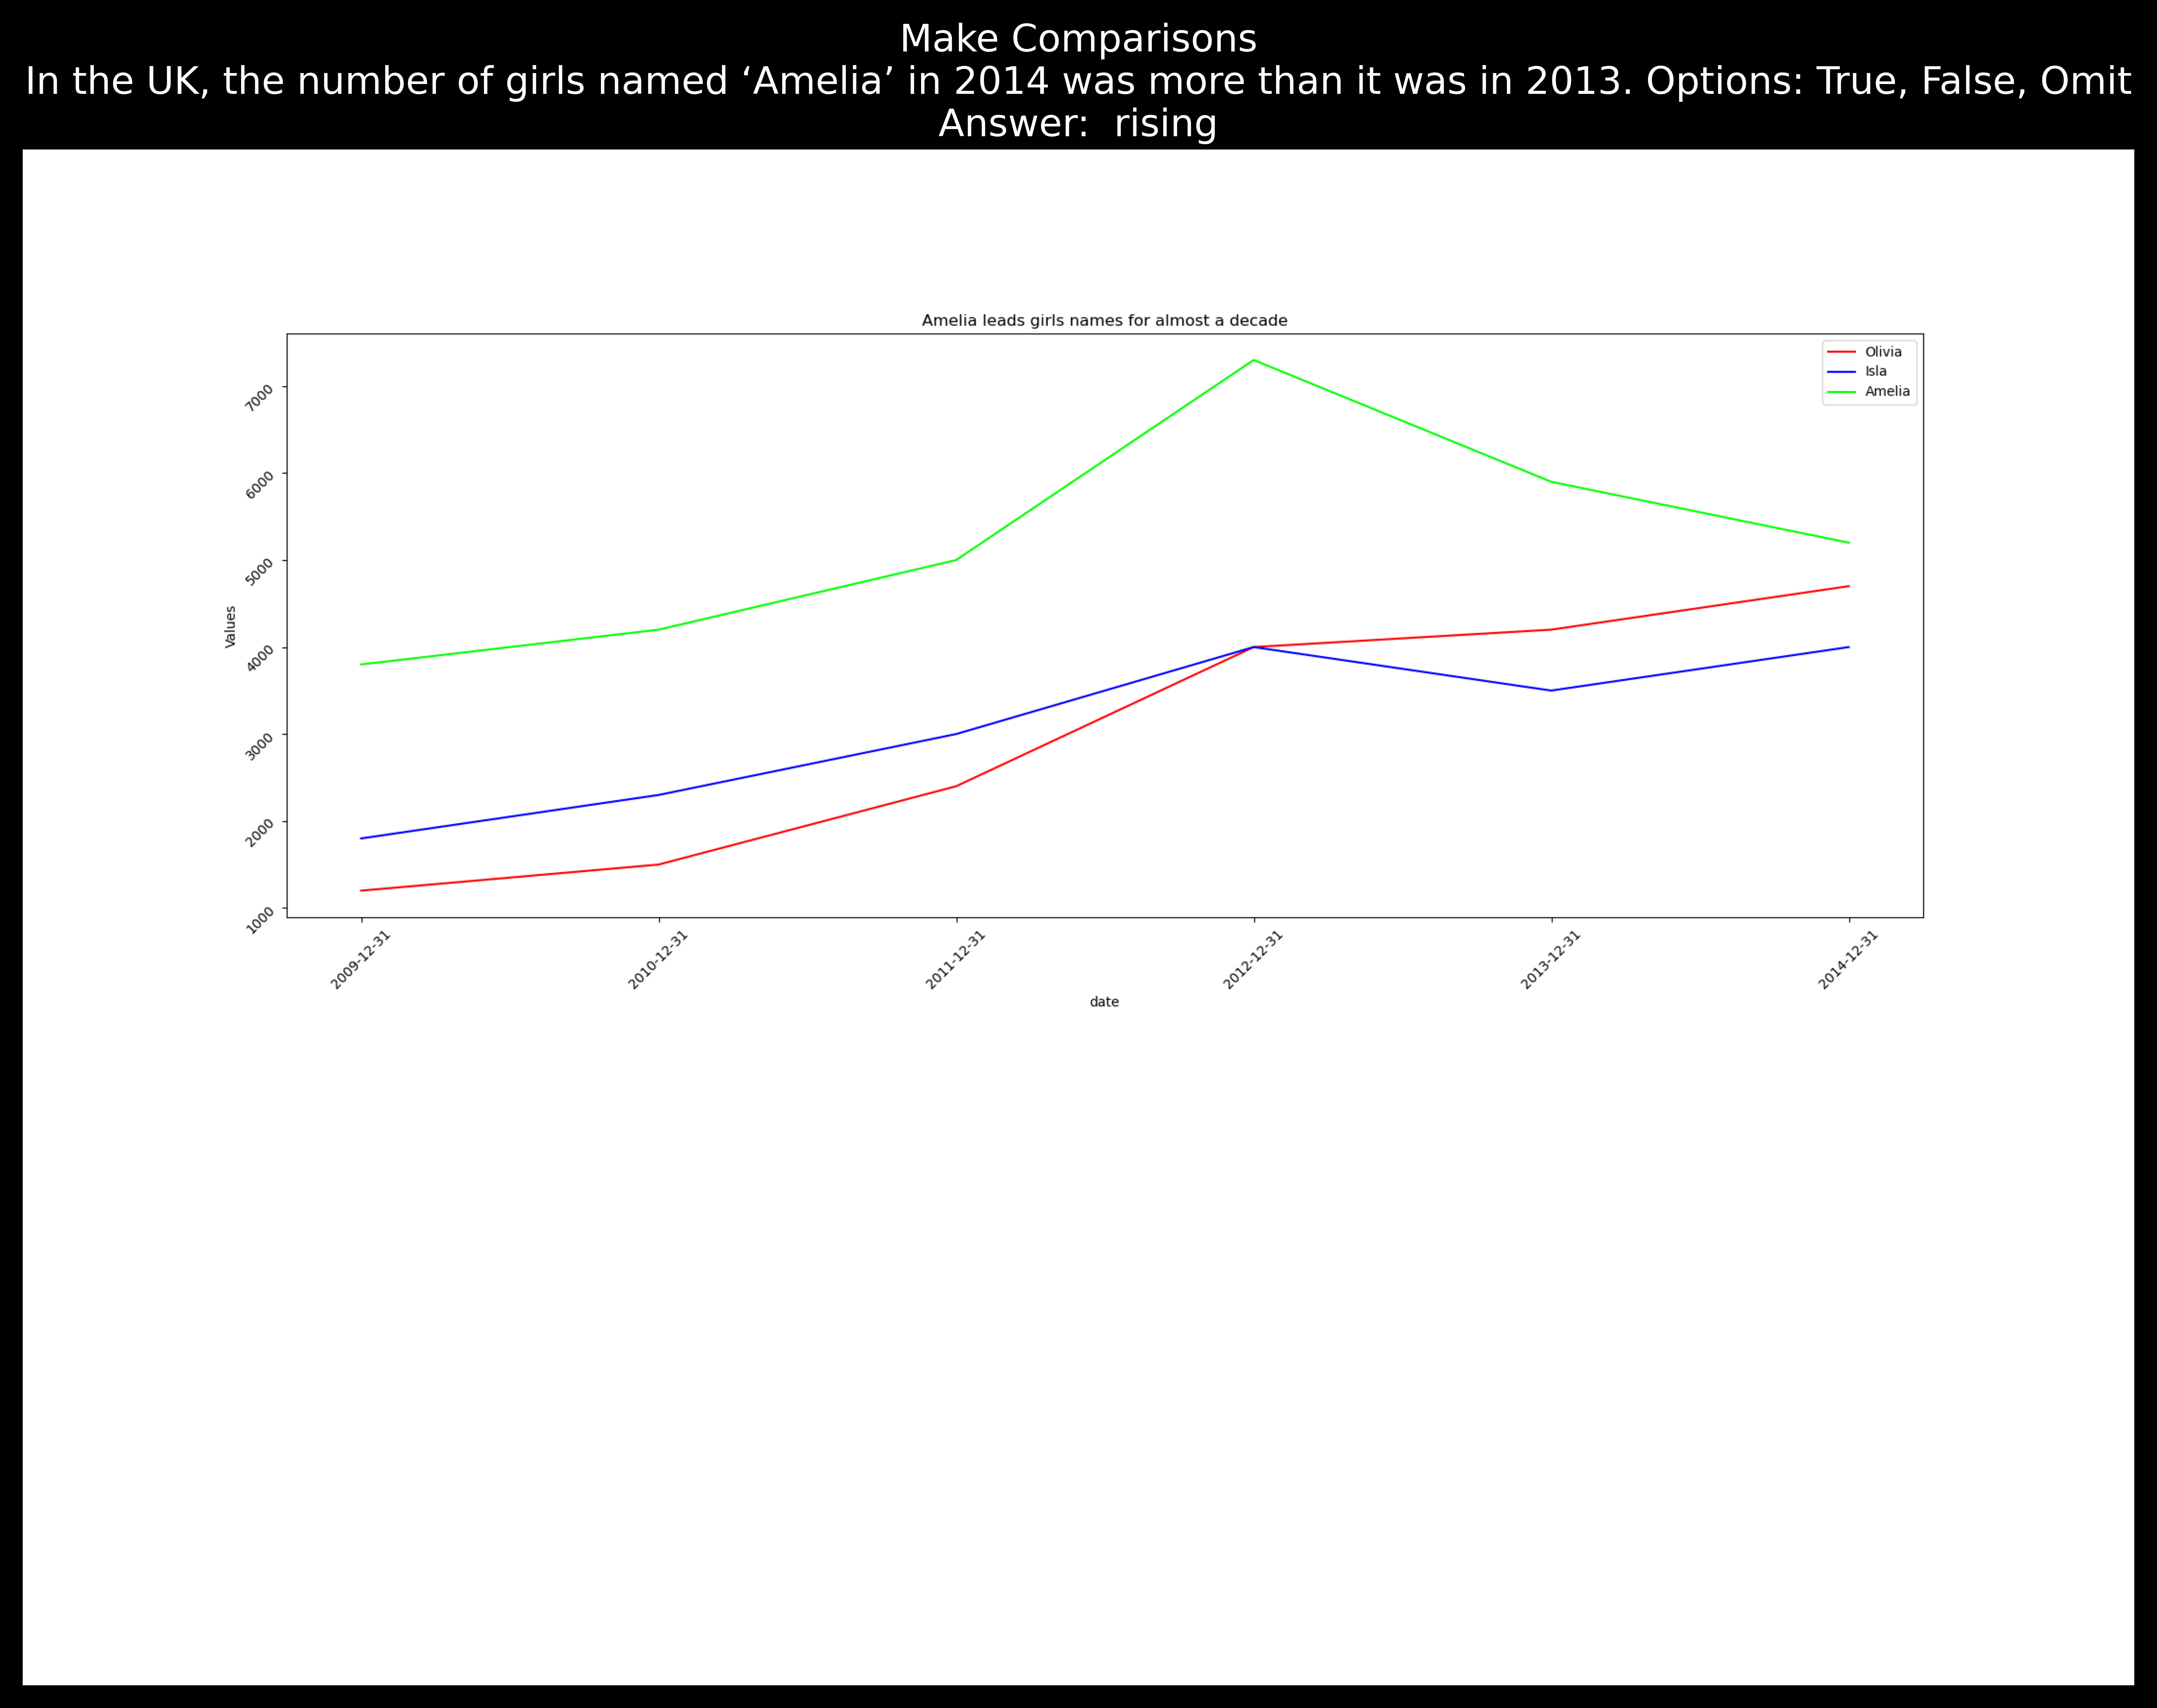 Make Comparisons
In the UK, the number of girls named ‘Amelia’ in 2014 was more than it was in 2013. Options: True, False, Omit
Answer:  rising
Amelia leads girls names for almost a decade
Olivia
Isla
Amelia
Values
7000
6000
5000
4000
3000
2000
1000
2009-12-31
2010-12-31
2011-12-31
2012-12-31
2013-12-31
2014-12-31
date